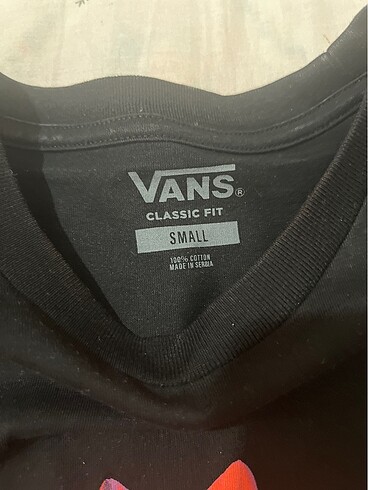 VANS®
CLASSIC FIT
SMALL
100% COTTON
MADE IN SERBIA